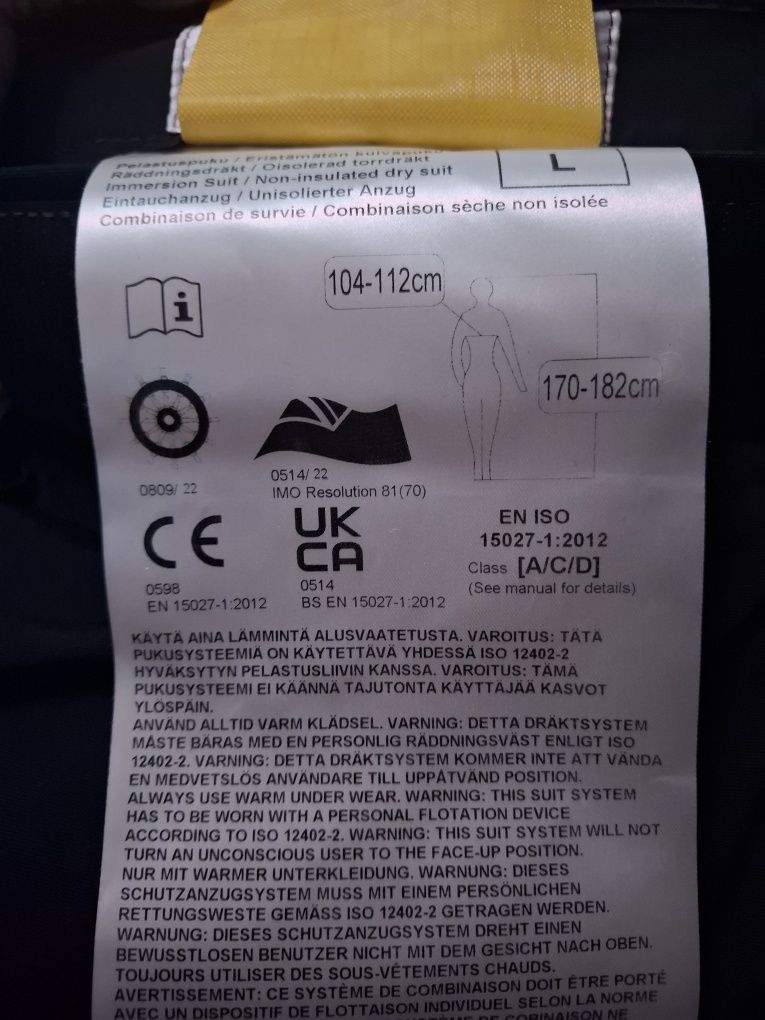 Pelastuspuku / Eristämätön kuivapuku
Räddningsdräkt / Oisolerad torrdräkt
Immersion Suit / Non-insulated dry suit
Eintauchanzug / Unisolierter Anzug
Combinaison de survie / Combinaison sèche non isolée
L
i
104-112cm
170-182cm
0809/ 22
0514/ 22
IMO Resolution 81(70)
CE
0598
EN 15027-1:2012
UK
CA
0514
BS EN 15027-1:2012
EN ISO
15027-1:2012
Class [A/C/D]
(See manual for details)
KÄYTÄ AINA LÄMMINTÄ ALUSVAATETUSTA. VAROITUS: TÄTÄ
PUKUSYSTEEMIÄ ON KÄYTETTÄVÄ YHDESSÄ ISO 12402-2
HYVÄKSYTYN PELASTUSLIIVIN KANSSA. VAROITUS: TÄMÄ
PUKUSYSTEEMI EI KÄÄNNÄ TAJUTONTA KÄYTTÄJÄÄ KASVOT
YLÖSPÄIN.
ANVÄND ALLTID VARM KLÄDSEL. VARNING: DETTA DRÄKTSYSTEM
MÅSTE BÄRAS MED EN PERSONLIG RÄDDNINGSVÄST ENLIGT ISO
12402-2. VARNING: DETTA DRÄKTSYSTEM KOMMER INTE ATT VÄNDA
EN MEDVETSLÖS ANVÄNDARE TILL UPPÅTVÄND POSITION.
ALWAYS USE WARM UNDER WEAR. WARNING: THIS SUIT SYSTEM
HAS TO BE WORN WITH A PERSONAL FLOTATION DEVICE
ACCORDING TO ISO 12402-2. WARNING: THIS SUIT SYSTEM WILL NOT
TURN AN UNCONSCIOUS USER TO THE FACE-UP POSITION.
NUR MIT WARMER UNTERKLEIDUNG. WARNUNG: DIESES
SCHUTZANZUGSYSTEM MUSS MIT EINEM PERSÖNLICHEN
RETTUNGSWESTE GEMÄSS ISO 12402-2 GETRAGEN WERDEN.
WARNUNG: DIESES SCHUTZANZUGSYSTEM DREHT EINEN
BEWUSSTLOSEN BENUTZER NICHT MIT DEM GESICHT NACH OBEN.
TOUJOURS UTILISER DES SOUS-VÊTEMENTS CHAUDS.
AVERTISSEMENT: CE SYSTÈME DE COMBINAISON DOIT ÊTRE PORTÉ
AVEC UN DISPOSITIF DE FLOTTAISON INDIVIDUEL SELON LA NORME